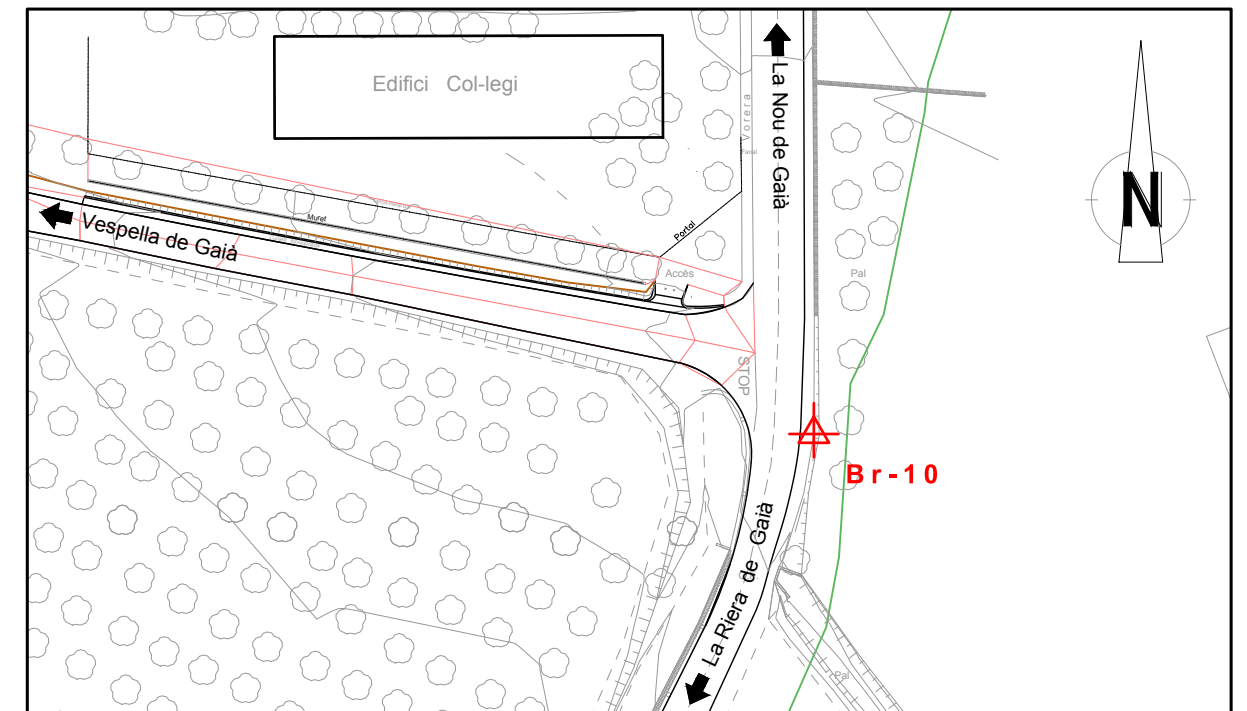 Edifici Col-legi
La Nou de Gaià
Vorera
Fanal
N
Vespella de Gaià
Muret
Portal
Accès
Pal
STOP
Br-10
La Riera de Gaià
Pal